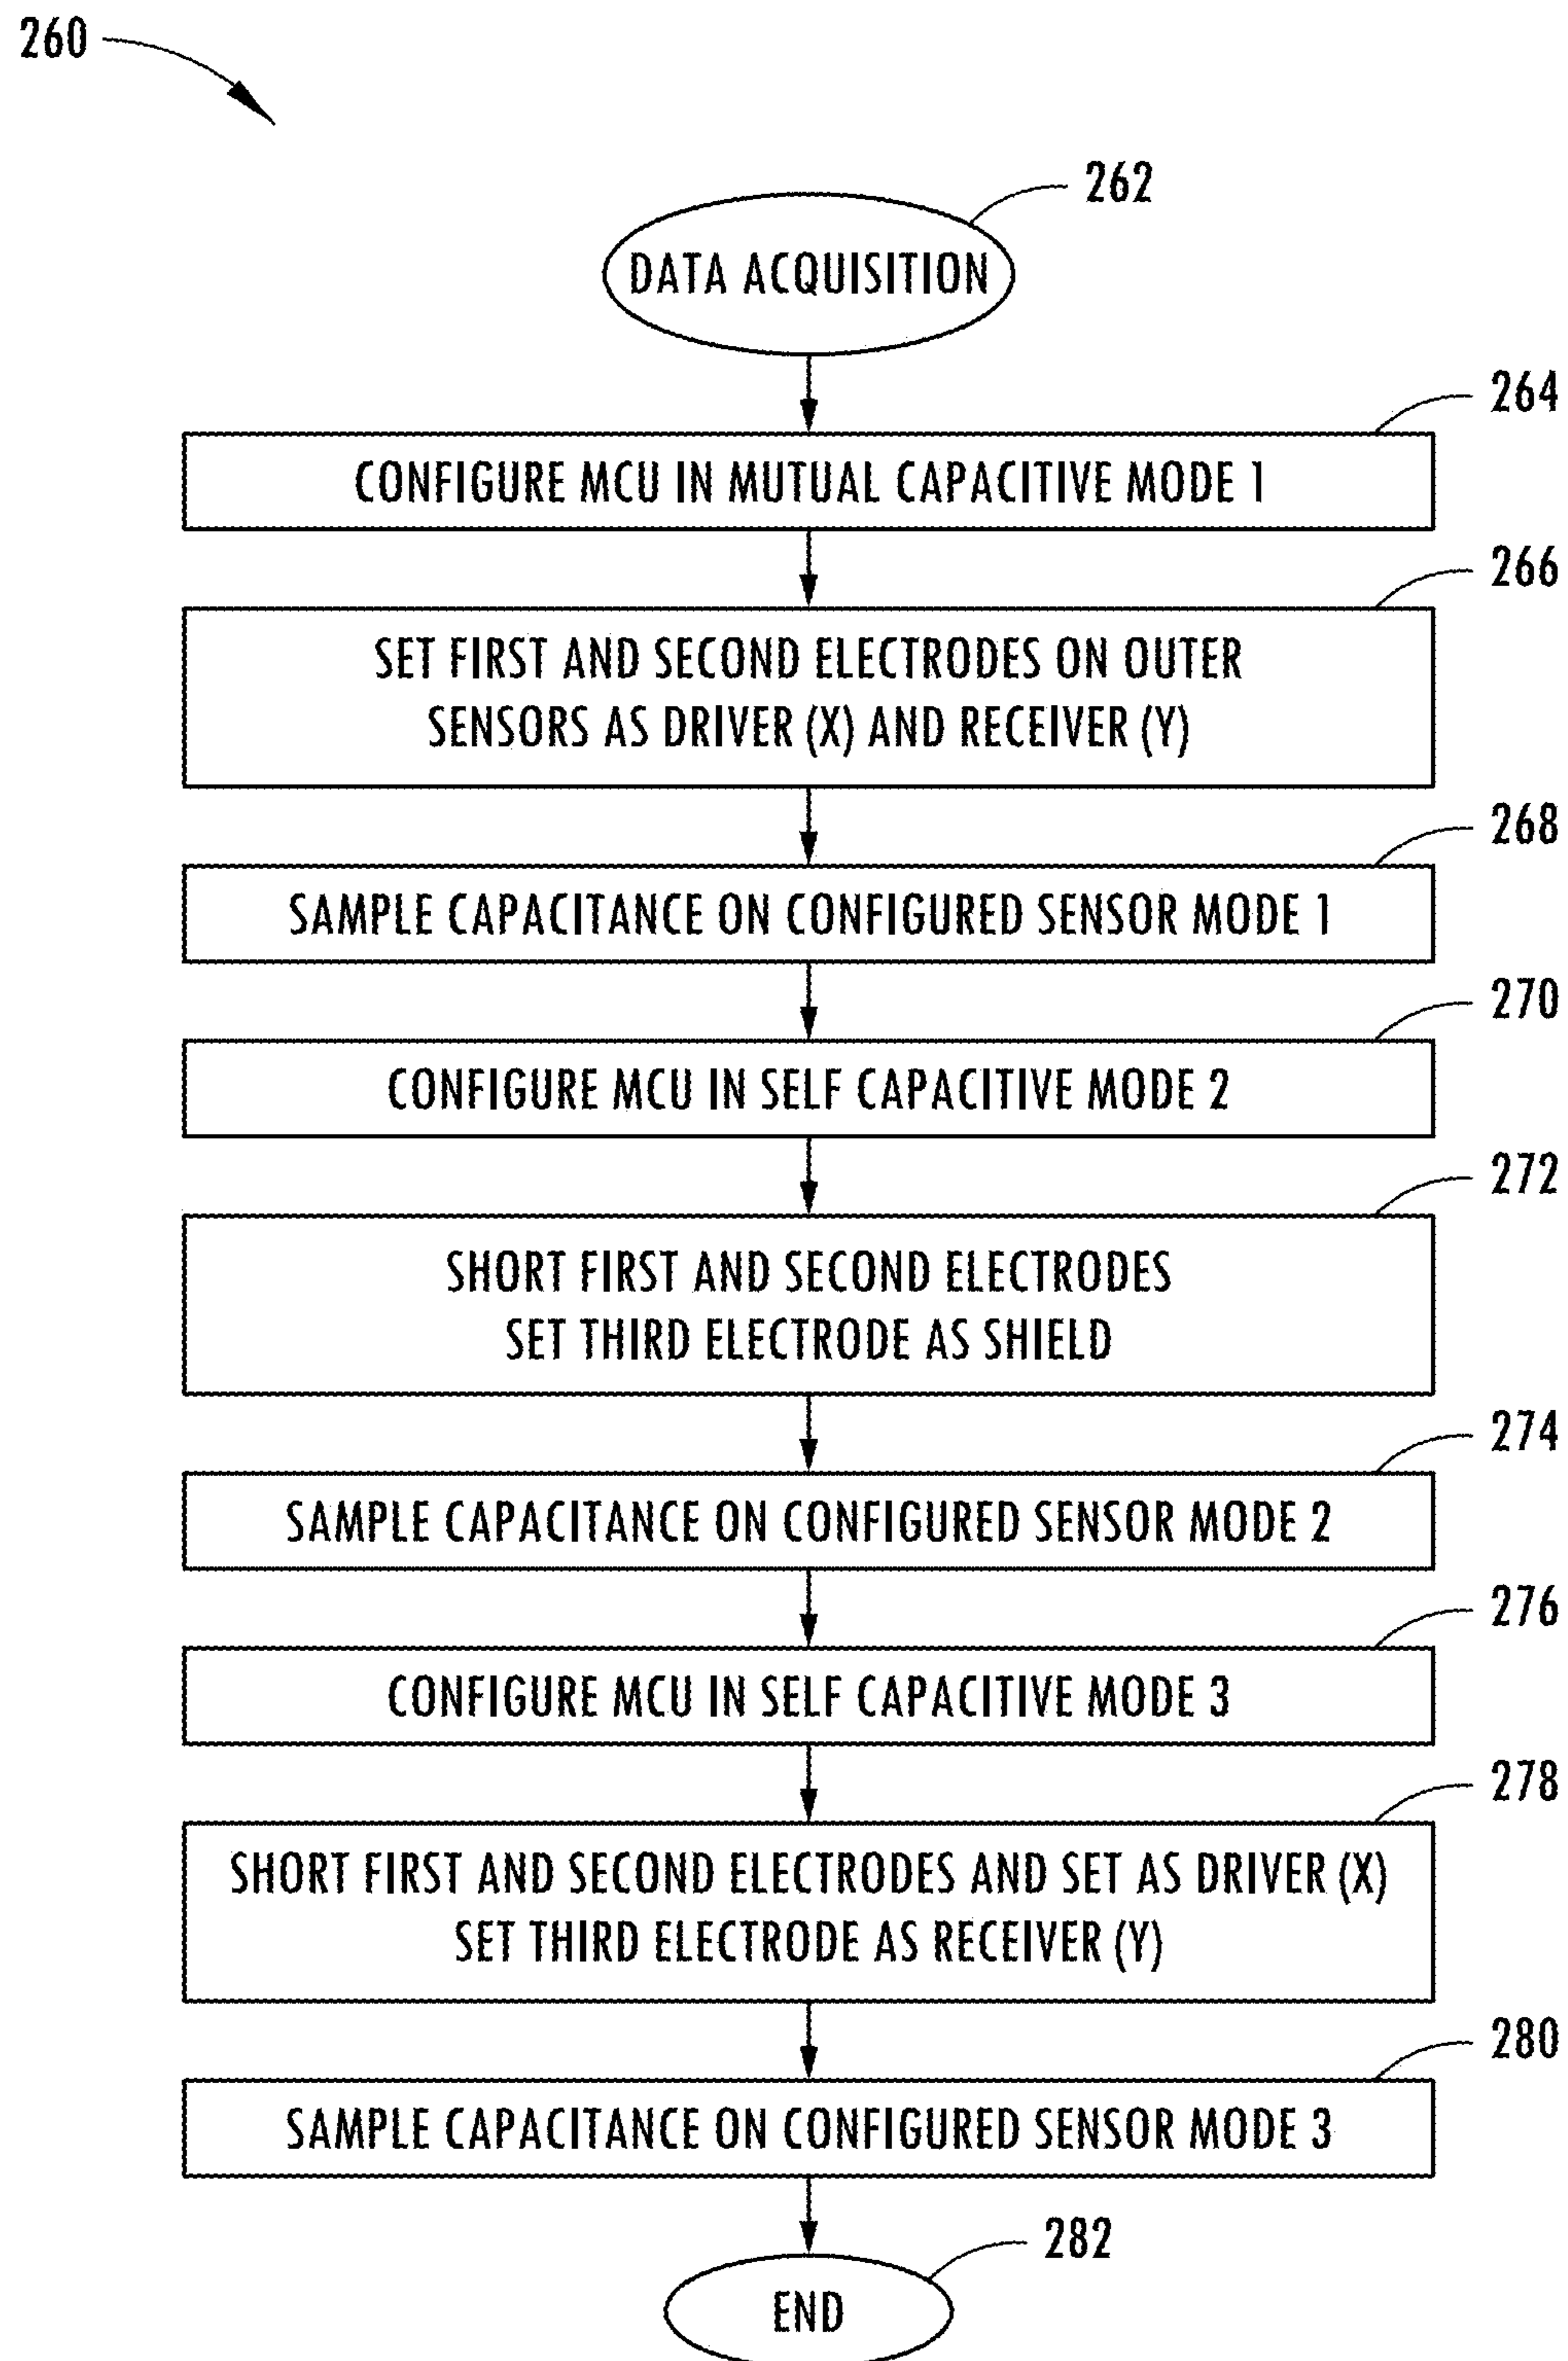 260
262
DATA ACQUISITION
264
CONFIGURE MCU IN MUTUAL CAPACITIVE MODE 1
266
SET FIRST AND SECOND ELECTRODES ON OUTER
SENSORS AS DRIVER (X) AND RECEIVER (Y)
268
SAMPLE CAPACITANCE ON CONFIGURED SENSOR MODE 1
270
CONFIGURE MCU IN SELF CAPACITIVE MODE 2
272
SHORT FIRST AND SECOND ELECTRODES
SET THIRD ELECTRODE AS SHIELD
274
SAMPLE CAPACITANCE ON CONFIGURED SENSOR MODE 2
276
CONFIGURE MCU IN SELF CAPACITIVE MODE 3
278
SHORT FIRST AND SECOND ELECTRODES AND SET AS DRIVER (X)
SET THIRD ELECTRODE AS RECEIVER (Y)
280
SAMPLE CAPACITANCE ON CONFIGURED SENSOR MODE 3
282
END